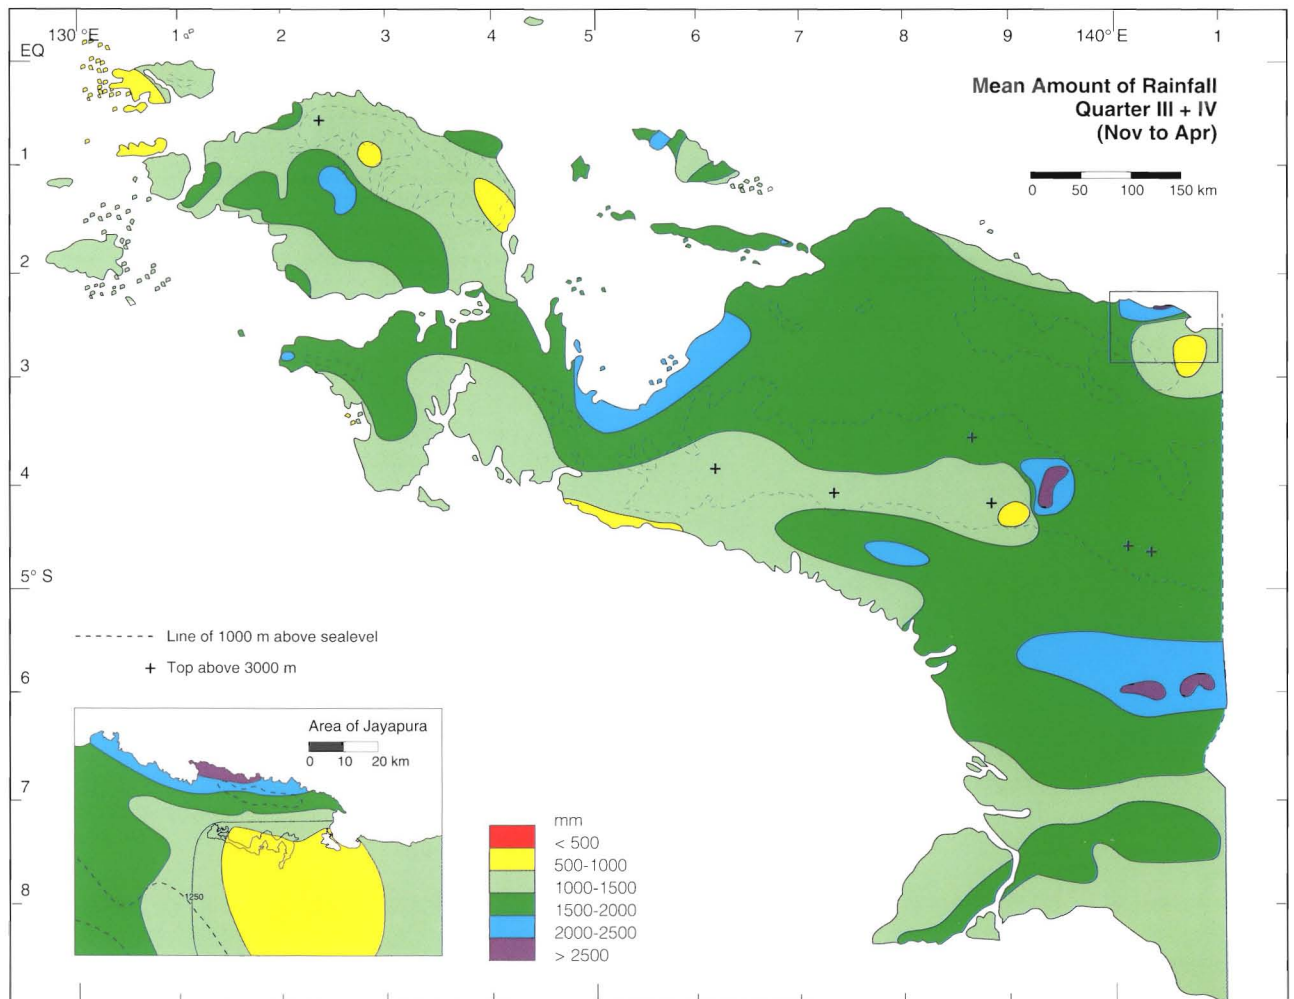 130° E 1° 2 3 4 5 6 7 8 9 140° E 1
EQ
Mean Amount of Rainfall
Quarter III + IV
(Nov to Apr)
0 50 100 150 km
1
2
3
4
5° S
6
7
8
Line of 1000 m above sealevel
+ Top above 3000 m
Area of Jayapura
0 10 20 km
1250
mm
< 500
500-1000
1000-1500
1500-2000
2000-2500
> 2500